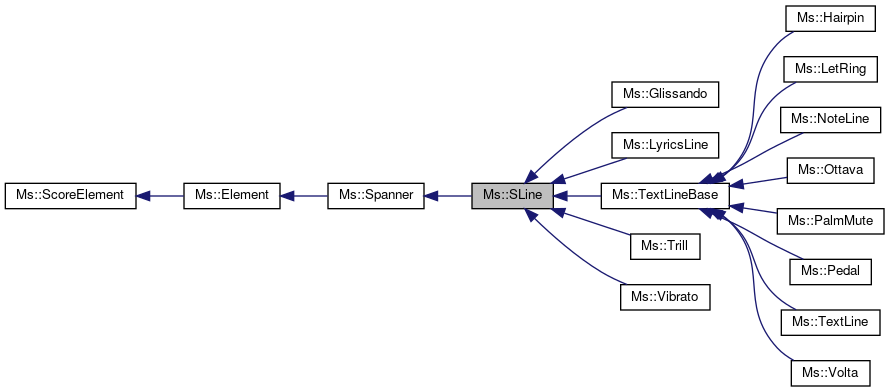 Ms::ScoreElement
Ms::Element
Ms::Spanner
Ms::SLine
Ms::Glissando
Ms::LyricsLine
Ms::TextLineBase
Ms::Trill
Ms::Vibrato
Ms::Hairpin
Ms::LetRing
Ms::NoteLine
Ms::Ottava
Ms::PalmMute
Ms::Pedal
Ms::TextLine
Ms::Volta